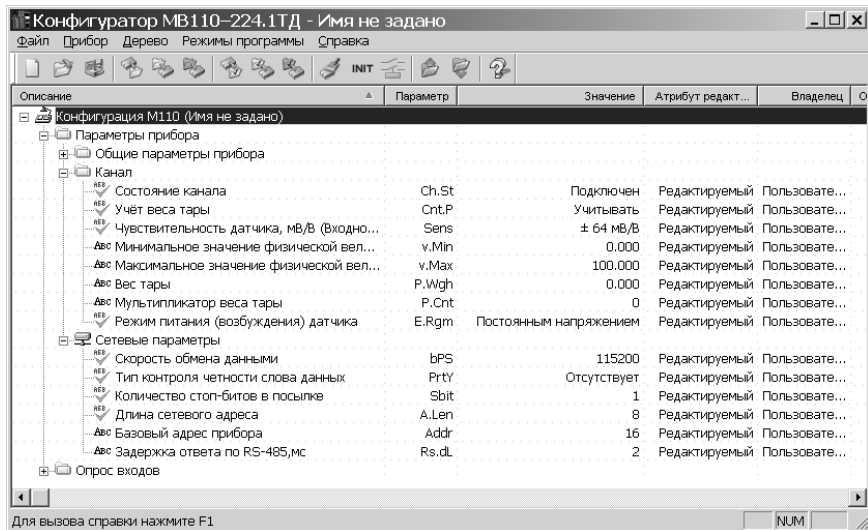 Конфигуратор МВ110–224.1ТД - Имя не задано
Файл Прибор Дерево Режимы программы Справка
INIT
Описание Параметр Значение Атрибут редакт... Владелец О
Конфигурация М110 (Имя не задано)
Параметры прибора
Общие параметры прибора
Канал
Состояние канала Ch.St Подключен Редактируемый Пользовате...
Учёт веса тары Cnt.P Учитывать Редактируемый Пользовате...
Чувствительность датчика, мВ/В (Входно... Sens ± 64 мВ/В Редактируемый Пользовате...
Минимальное значение физической вел... v.Min 0.000 Редактируемый Пользовате...
Максимальное значение физической вел... v.Max 100.000 Редактируемый Пользовате...
Вес тары P.Wgh 0.000 Редактируемый Пользовате...
Мультипликатор веса тары P.Cnt 0 Редактируемый Пользовате...
Режим питания (возбуждения) датчика E.Rgm Постоянным напряжением Редактируемый Пользовате...
Сетевые параметры
Скорость обмена данными bPS 115200 Редактируемый Пользовате...
Тип контроля четности слова данных PrtY Отсутствует Редактируемый Пользовате...
Количество стоп-битов в посылке Sbit 1 Редактируемый Пользовате...
Длина сетевого адреса A.Len 8 Редактируемый Пользовате...
Базовый адрес прибора Addr 16 Редактируемый Пользовате...
Задержка ответа по RS-485,мс Rs.dL 2 Редактируемый Пользовате...
Опрос входов
Для вызова справки нажмите F1 NUM